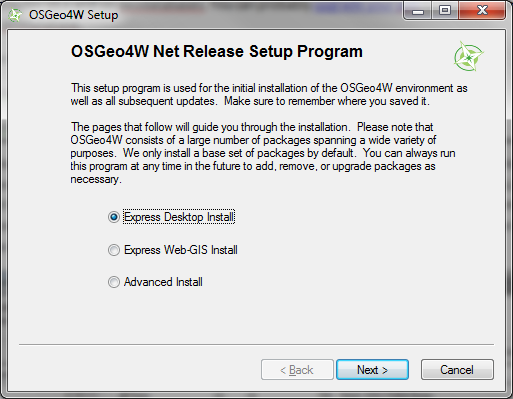 OSGeo4W Setup
OSGeo4W Net Release Setup Program
This setup program is used for the initial installation of the OSGeo4W environment as
well as all subsequent updates. Make sure to remember where you saved it.
The pages that follow will guide you through the installation. Please note that
OSGeo4W consists of a large number of packages spanning a wide variety of
purposes. We only install a base set of packages by default. You can always run
this program at any time in the future to add, remove, or upgrade packages as
necessary.
Express Desktop Install
Express Web-GIS Install
Advanced Install
< Back
Next >
Cancel